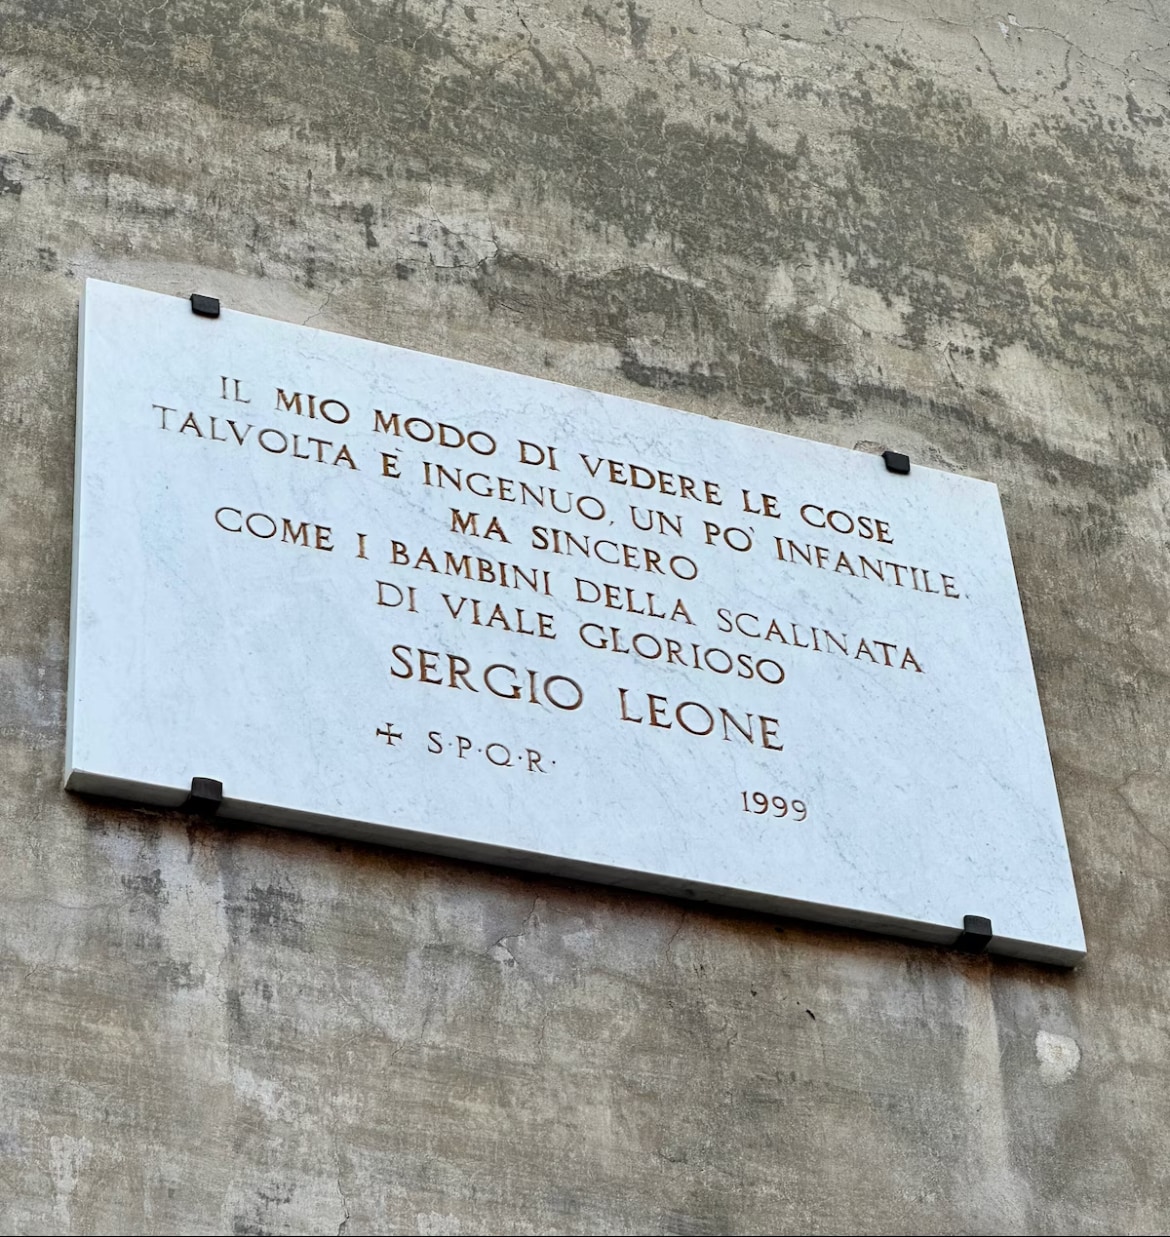 IL MIO MODO DI VEDERE LE COSE
TALVOLTA È INGENUO, UN PO' INFANTILE,
MA SINCERO
COME I BAMBINI DELLA SCALINATA
DI VIALE GLORIOSO
SERGIO LEONE
✠ S·P·Q·R·
1999